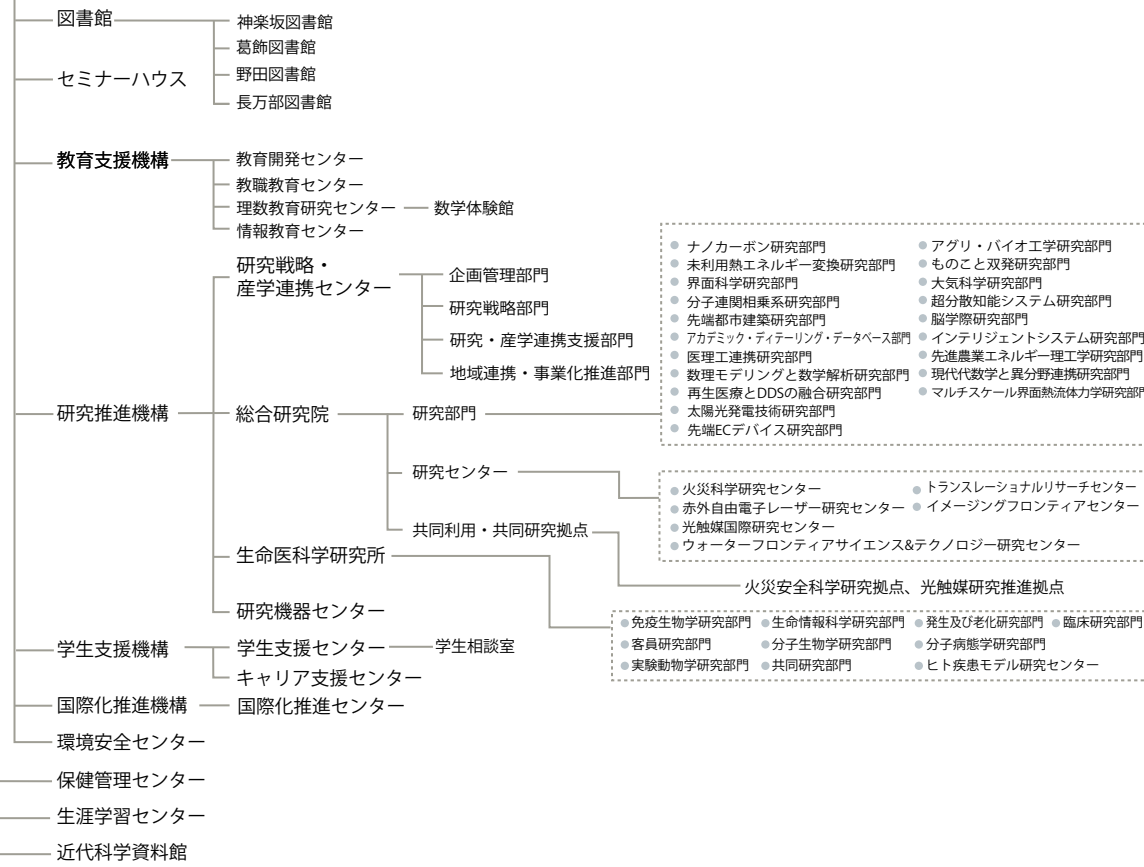 図書館
神楽坂図書館
葛飾図書館
野田図書館
長万部図書館
セミナーハウス
教育支援機構
教育開発センター
教職教育センター
理数教育研究センター
数学体験館
情報教育センター
研究推進機構
研究戦略・
産学連携センター
企画管理部門
研究戦略部門
研究・産学連携支援部門
地域連携・事業化推進部門
総合研究院
研究部門
ナノカーボン研究部門
未利用熱エネルギー変換研究部門
界面科学研究部門
分子連関相乗系研究部門
先端都市建築研究部門
アカデミック・ディテーリング・データベース部門
医理工連携研究部門
数理モデリングと数学解析研究部門
再生医療とDDSの融合研究部門
太陽光発電技術研究部門
先端ECデバイス研究部門
アグリ・バイオ工学研究部門
ものこと双発研究部門
大気科学研究部門
超分散知能システム研究部門
脳学際研究部門
インテリジェントシステム研究部門
先進農業エネルギー理工学研究部門
現代代数学と異分野連携研究部門
マルチスケール界面熱流体力学研究部門
研究センター
火災科学研究センター
赤外自由電子レーザー研究センター
光触媒国際研究センター
ウォーターフロンティアサイエンス&テクノロジー研究センター
トランスレーショナルリサーチセンター
イメージングフロンティアセンター
共同利用・共同研究拠点
火災安全科学研究拠点、光触媒研究推進拠点
生命医科学研究所
免疫生物学研究部門
生命情報科学研究部門
発生及び老化研究部門
臨床研究部門
客員研究部門
分子生物学研究部門
分子病態学研究部門
実験動物学研究部門
共同研究部門
ヒト疾患モデル研究センター
研究機器センター
学生支援機構
学生支援センター
学生相談室
キャリア支援センター
国際化推進機構
国際化推進センター
環境安全センター
保健管理センター
生涯学習センター
近代科学資料館